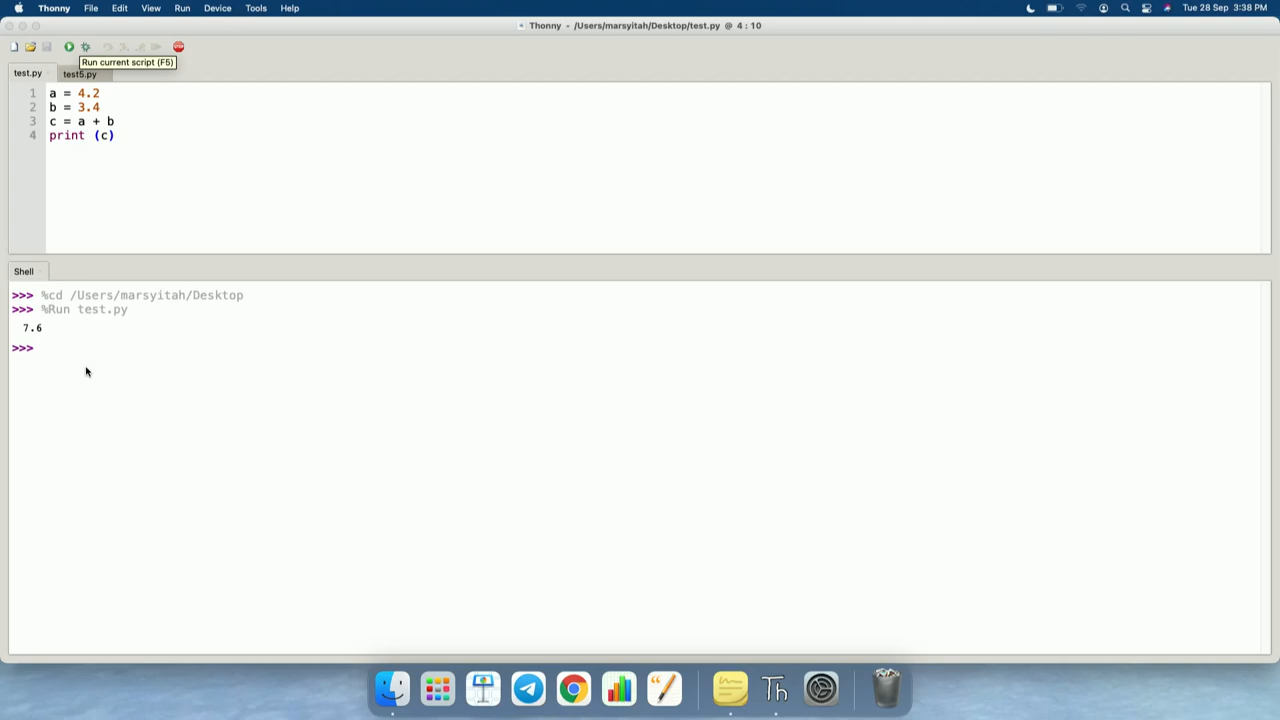 Thonny File Edit View Run Device Tools Help Tue 28 Sep 3:38 PM
Thonny - /Users/marsyitah/Desktop/test.py @ 4 : 10
STOP
Run current script (F5)
test.py test5.py
1 a = 4.2
2 b = 3.4
3 c = a + b
4 print (c)
Shell
>>> %cd /Users/marsyitah/Desktop
>>> %Run test.py
7.6
>>>
Th